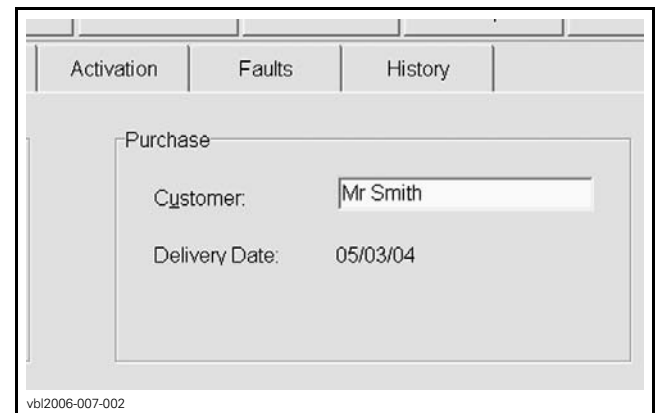 Activation Faults History
Purchase
Customer: Mr Smith
Delivery Date: 05/03/04
vbl2006-007-002